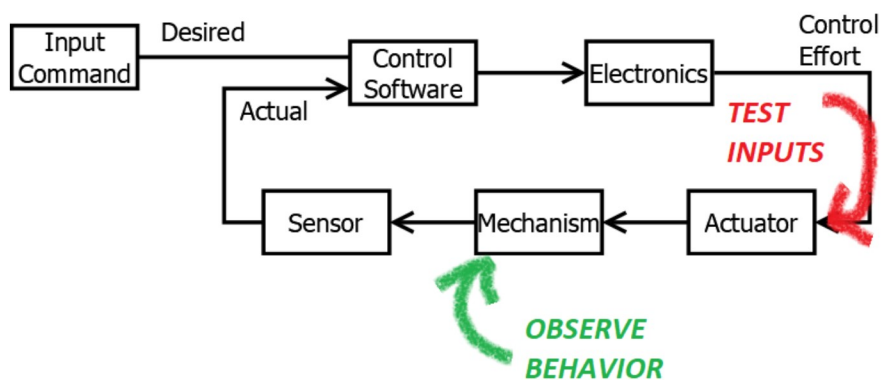 Input
Command
Desired
Control
Software
Electronics
Control
Effort
Actual
TEST
INPUTS
Sensor
Mechanism
Actuator
OBSERVE
BEHAVIOR